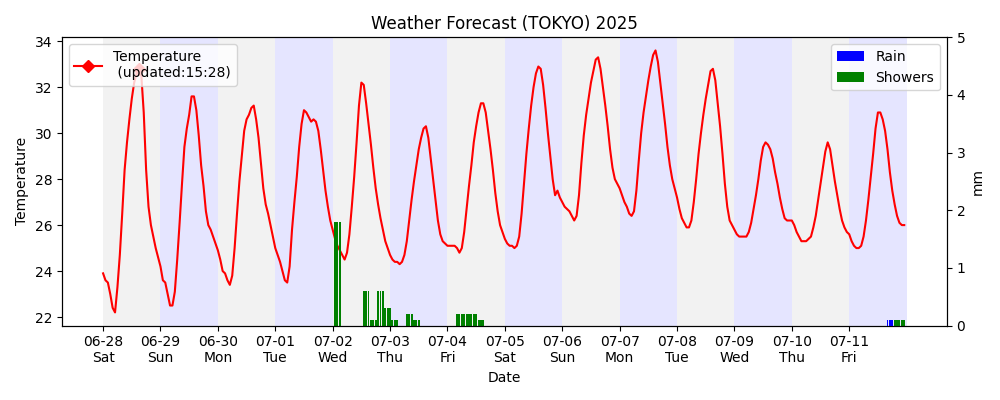 Weather Forecast (TOKYO) 2025
Temperature
(updated:15:28)
Rain
Showers
Temperature
34
32
30
28
26
24
22
5
4
3
2
1
0
mm
06-28 06-29 06-30 07-01 07-02 07-03 07-04 07-05 07-06 07-07 07-08 07-09 07-10 07-11
Sat Sun Mon Tue Wed Thu Fri Sat Sun Mon Tue Wed Thu Fri
Date